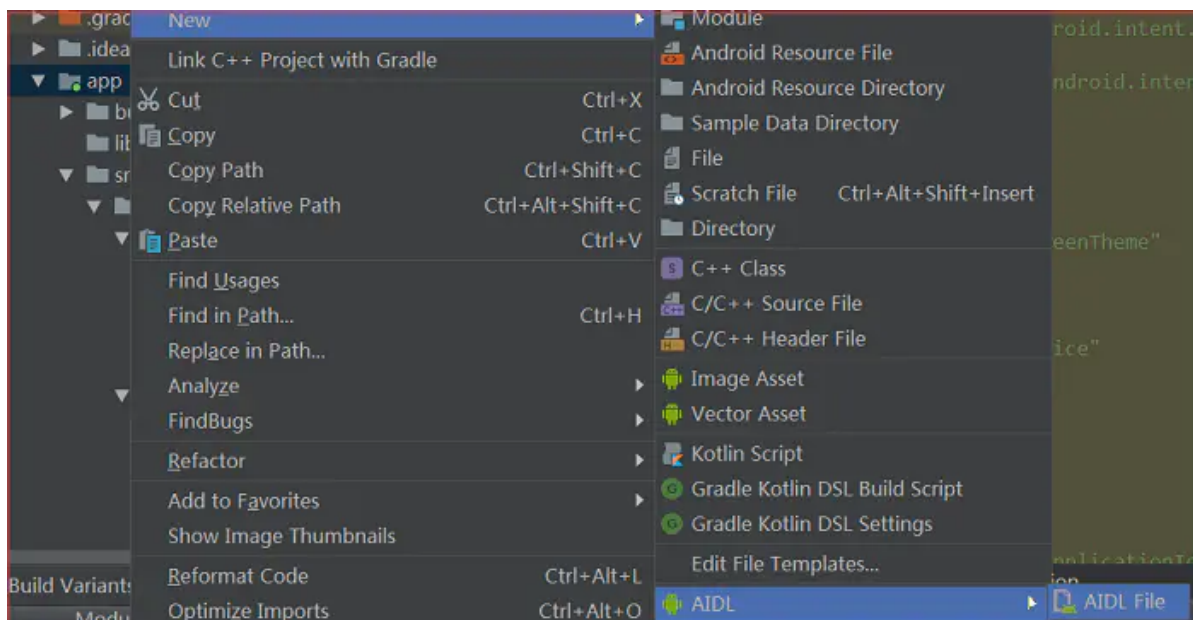 .grac
.idea
app
bu
lib
sr
Build Variants
Modu
New
Link C++ Project with Gradle
Cut Ctrl+X
Copy Ctrl+C
Copy Path Ctrl+Shift+C
Copy Relative Path Ctrl+Alt+Shift+C
Paste Ctrl+V
Find Usages
Find in Path... Ctrl+H
Replace in Path...
Analyze
FindBugs
Refactor
Add to Favorites
Show Image Thumbnails
Reformat Code Ctrl+Alt+L
Optimize Imports Ctrl+Alt+O
Module
Android Resource File
Android Resource Directory
Sample Data Directory
File
Scratch File Ctrl+Alt+Shift+Insert
Directory
C++ Class
C/C++ Source File
C/C++ Header File
Image Asset
Vector Asset
Kotlin Script
Gradle Kotlin DSL Build Script
Gradle Kotlin DSL Settings
Edit File Templates...
AIDL
AIDL File
roid.intent.
ndroid.inter
eenTheme"
ice"